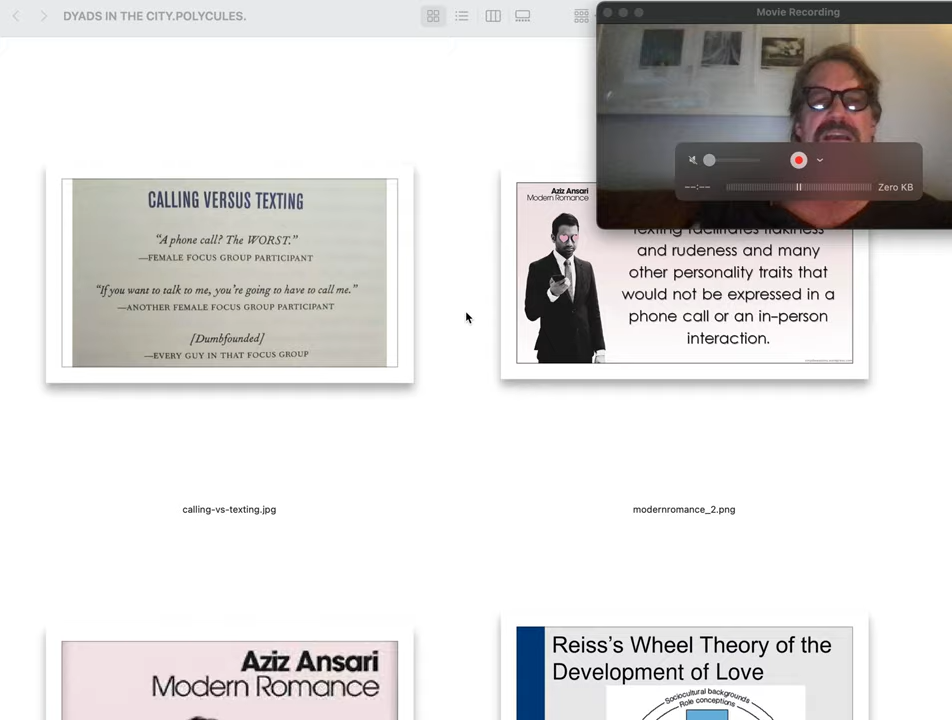 DYADS IN THE CITY.POLYCULES.
Movie Recording
--:--
Zero KB
CALLING VERSUS TEXTING
“A phone call? The WORST.”
—FEMALE FOCUS GROUP PARTICIPANT
“If you want to talk to me, you’re going to have to call me.”
—ANOTHER FEMALE FOCUS GROUP PARTICIPANT
[Dumbfounded]
—EVERY GUY IN THAT FOCUS GROUP
Aziz Ansari
Modern Romance
Texting facilitates flakiness
and rudeness and many
other personality traits that
would not be expressed in a
phone call or an in–person
interaction.
calling-vs-texting.jpg
modernromance_2.png
Aziz Ansari
Modern Romance
Reiss’s Wheel Theory of the
Development of Love
Sociocultural backgrounds
Role conceptions